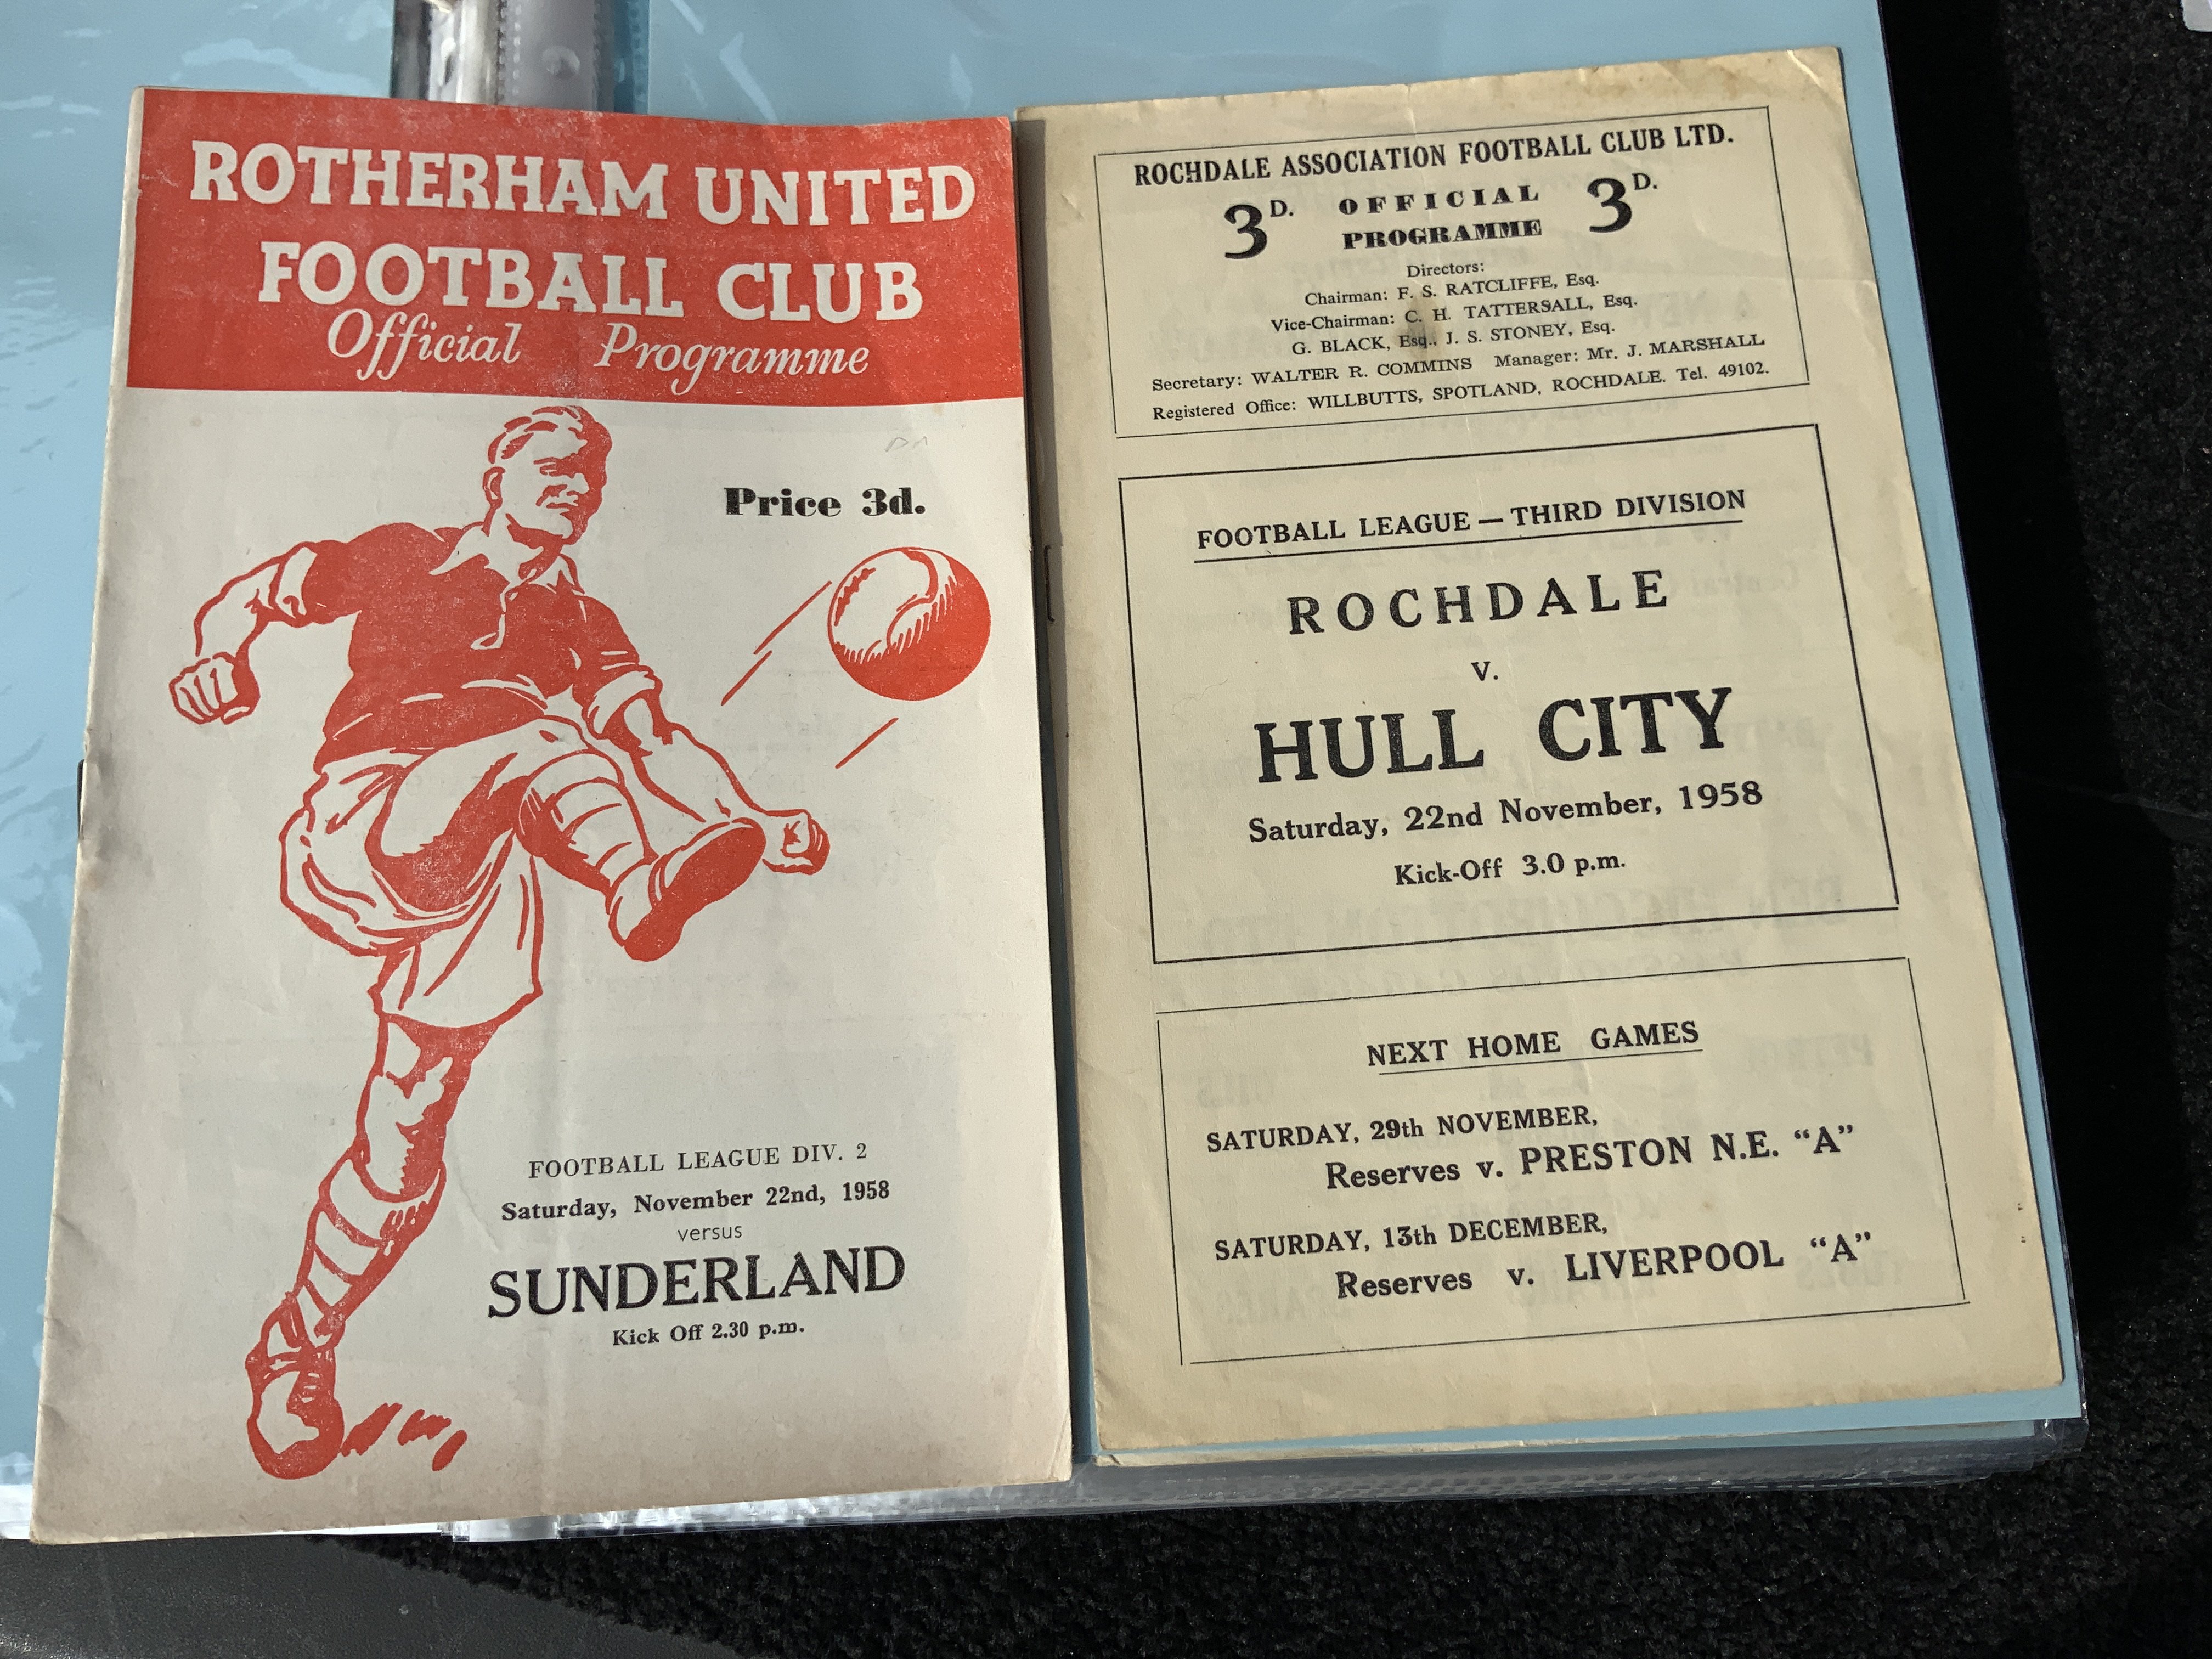 ROTHERHAM UNITED
FOOTBALL CLUB
Official Programme
Price 3d.
FOOTBALL LEAGUE DIV. 2
Saturday, November 22nd, 1958
versus
SUNDERLAND
Kick Off 2.30 p.m.
ROCHDALE ASSOCIATION FOOTBALL CLUB LTD.
3D. OFFICIAL 3D.
PROGRAMME
Directors:
Chairman: F. S. RATCLIFFE, Esq.
Vice-Chairman: C. H. TATTERSALL, Esq.
G. BLACK, Esq., J. S. STONEY, Esq.
Secretary: WALTER R. COMMINS Manager: Mr. J. MARSHALL
Registered Office: WILLBUTTS, SPOTLAND, ROCHDALE. Tel. 49102.
FOOTBALL LEAGUE — THIRD DIVISION
ROCHDALE
v.
HULL CITY
Saturday, 22nd November, 1958
Kick-Off 3.0 p.m.
NEXT HOME GAMES
SATURDAY, 29th NOVEMBER,
Reserves v. PRESTON N.E. “A”
SATURDAY, 13th DECEMBER,
Reserves v. LIVERPOOL “A”